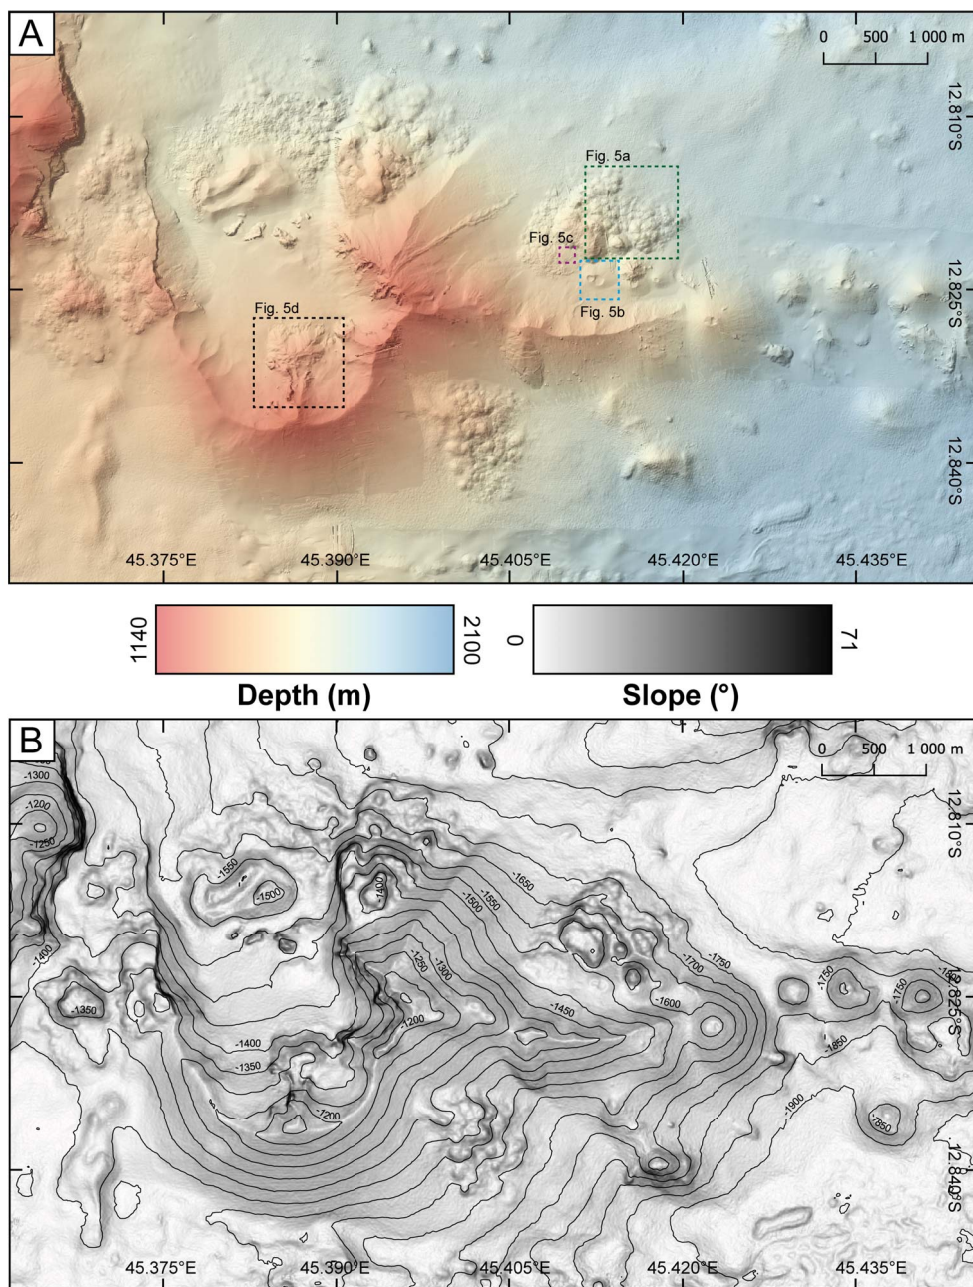 A
0 500 1 000 m
Fig. 5a
Fig. 5c
Fig. 5b
Fig. 5d
12.810°S
12.825°S
12.840°S
45.375°E 45.390°E 45.405°E 45.420°E 45.435°E
1140
2100
Depth (m)
0
71
Slope (°)
B
0 500 1 000 m
-1300
-1200
-1250
-1400
-1350
-1550
-1500
-1400
-1650
-1550
-1500
-1250
-1300
-1200
-1450
-1700
-1750
-1600
-1750
-1750
-1850
-1400
-1350
-1200
-1900
-1850
12.810°S
12.825°S
12.840°S
45.375°E 45.390°E 45.405°E 45.420°E 45.435°E